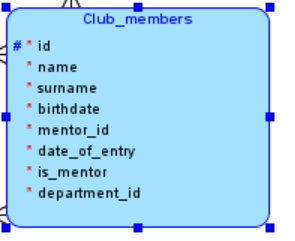 Club_members
# * id
* name
* surname
* birthdate
* mentor_id
* date_of_entry
* is_mentor
* department_id